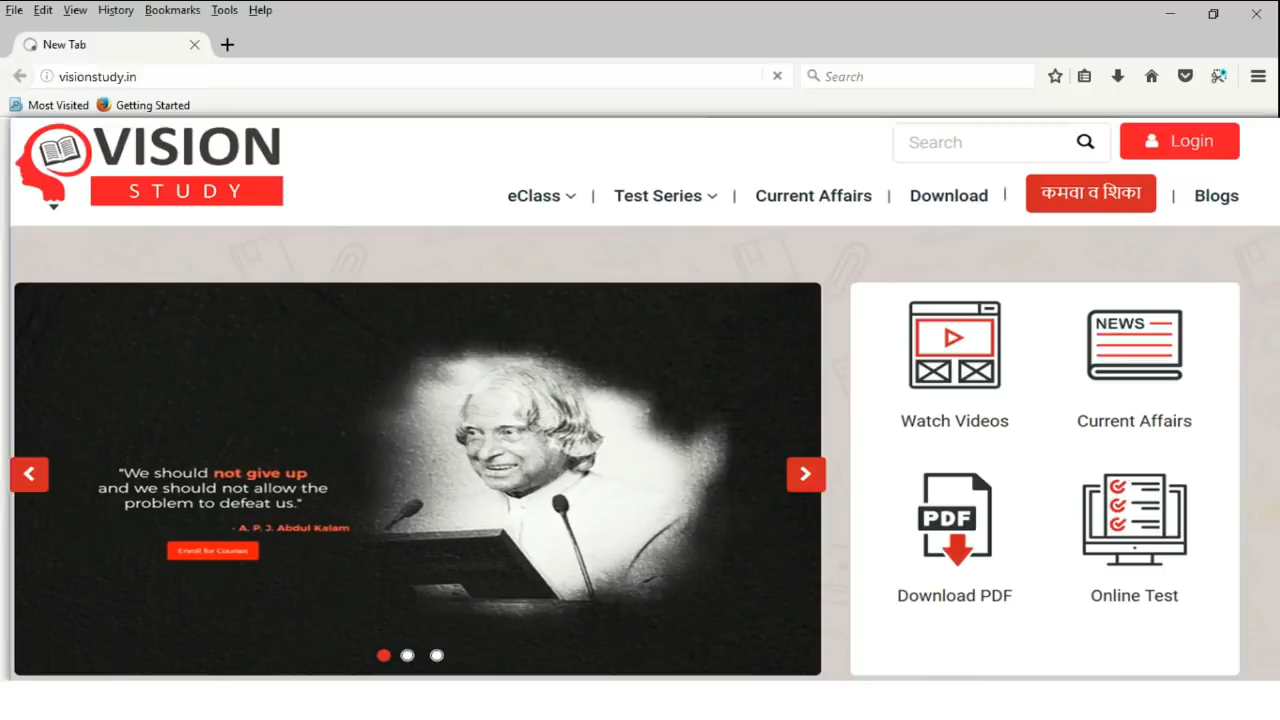 File Edit View History Bookmarks Tools Help
New Tab
visionstudy.in
Search
Most Visited Getting Started
VISION
STUDY
Search
Login
eClass | Test Series | Current Affairs | Download | कमवा व शिका | Blogs
"We should not give up
and we should not allow the
problem to defeat us."
- A. P. J. Abdul Kalam
Enroll for Courses
Watch Videos
NEWS
Current Affairs
PDF
Download PDF
Online Test